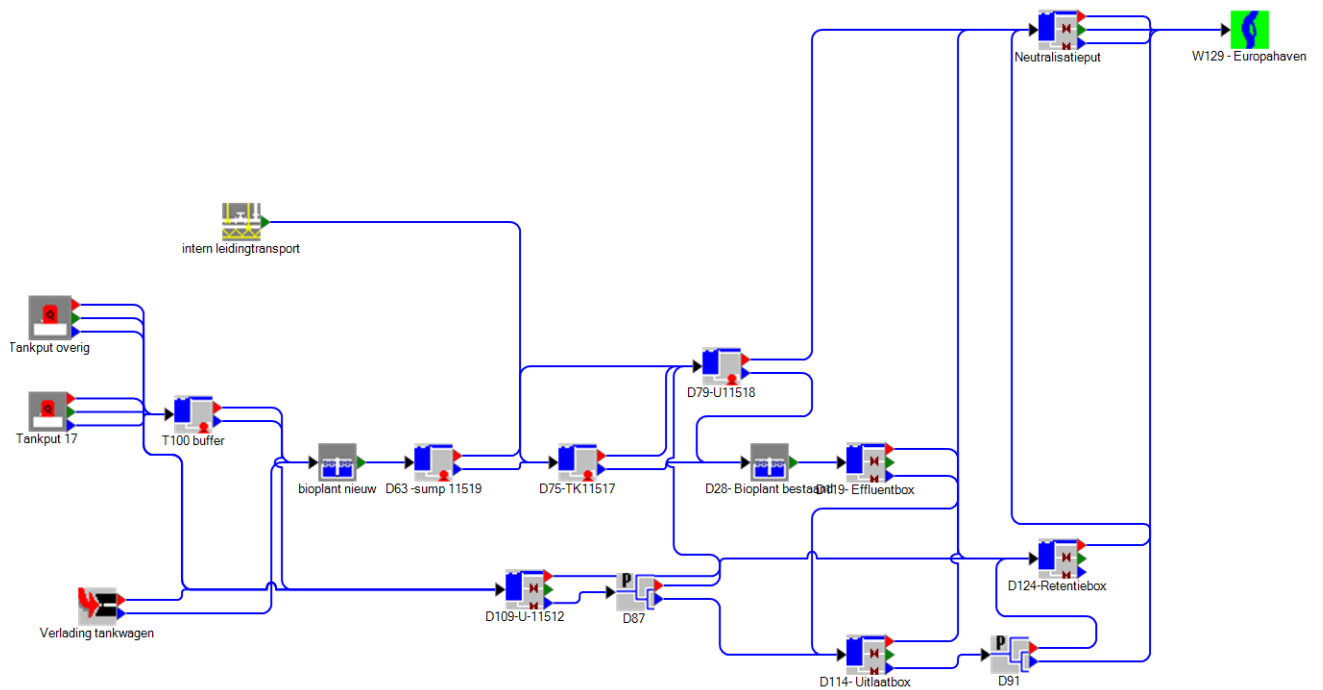 Neutralisatieput
W129 - Europahaven
intern leidingtransport
Tankput overig
D79-U11518
Tankput 17
T100 buffer
bioplant nieuw
D63 -sump 11519
D75-TK11517
D28- Bioplant bestaand
D119- Effluentbox
P
D124-Retentiebox
D109-U-11512
D87
Verlading tankwagen
P
D114- Uitlaatbox
D91